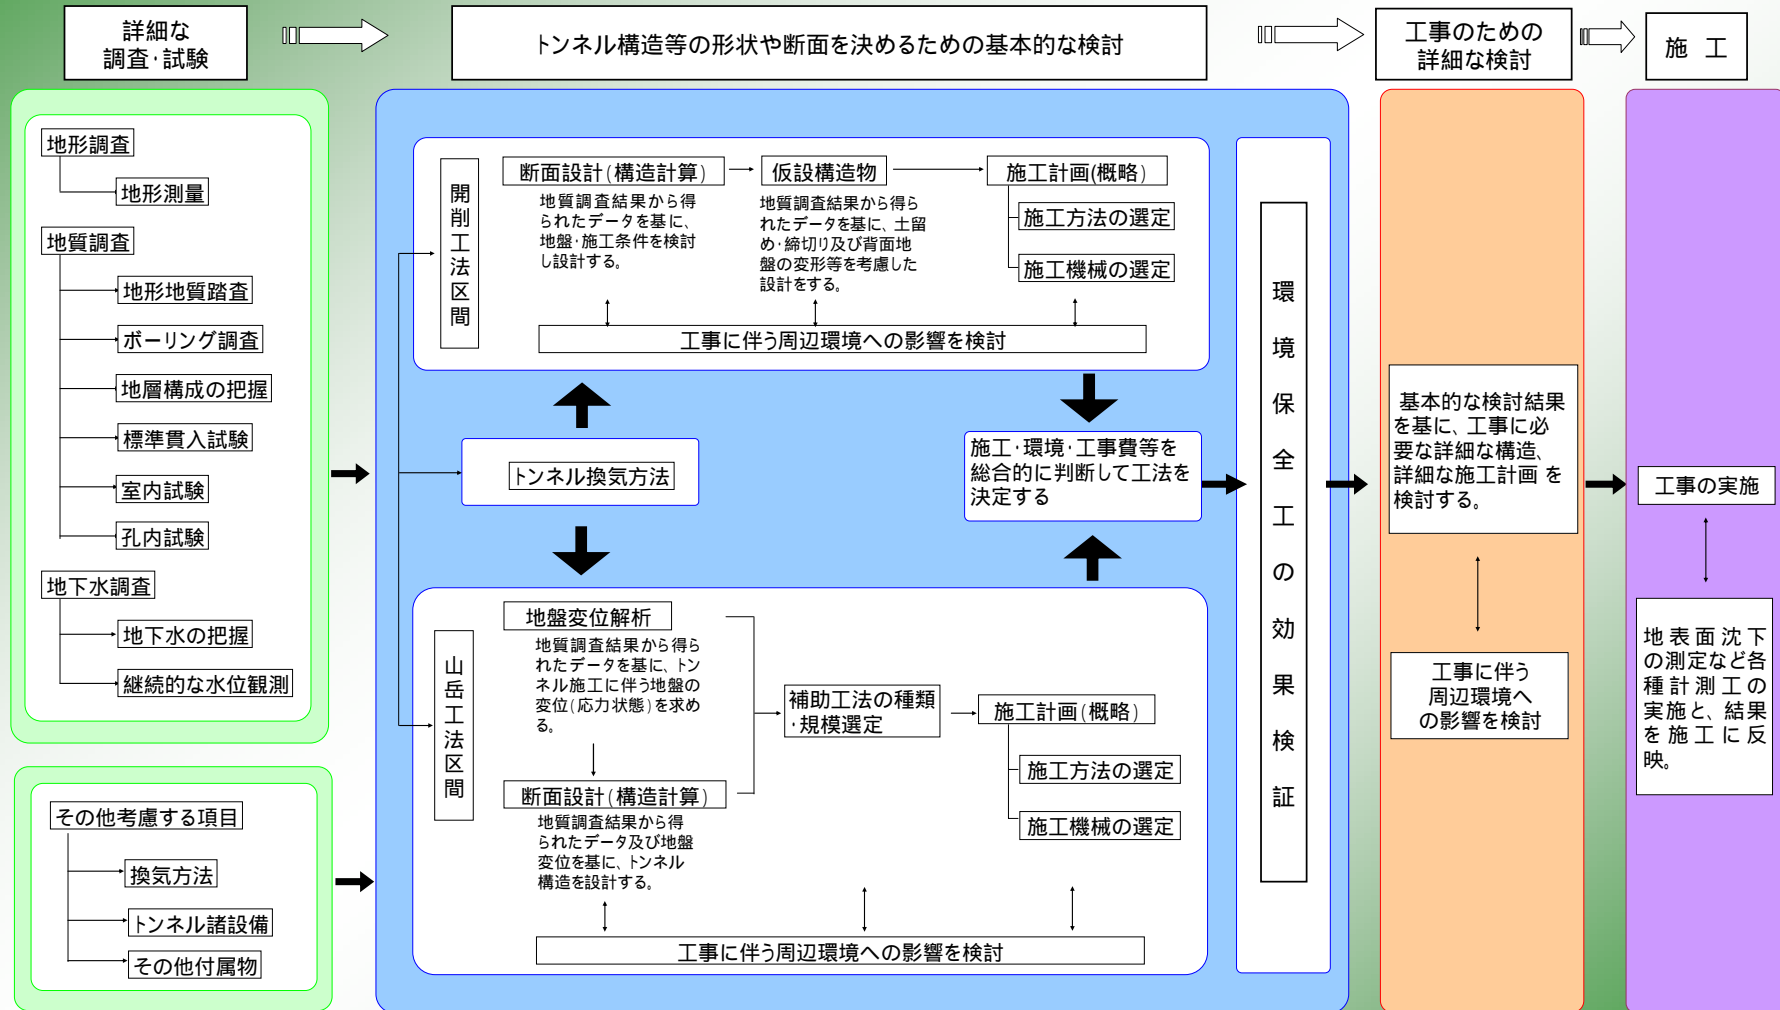 詳細な
調査・試験
トンネル構造等の形状や断面を決めるための基本的な検討
工事のための
詳細な検討
施 工
地形調査
地形測量
地質調査
地形地質踏査
ボーリング調査
地層構成の把握
標準貫入試験
室内試験
孔内試験
地下水調査
地下水の把握
継続的な水位観測
その他考慮する項目
換気方法
トンネル諸設備
その他付属物
開削工法区間
断面設計(構造計算)
地質調査結果から得
られたデータを基に、
地盤・施工条件を検討
し設計する。
仮設構造物
地質調査結果から得
られたデータを基に、土留
め・締切り及び背面地
盤の変形等を考慮した
設計をする。
施工計画(概略)
施工方法の選定
施工機械の選定
工事に伴う周辺環境への影響を検討
トンネル換気方法
施工・環境・工事費等を
総合的に判断して工法を
決定する
山岳工法区間
地盤変位解析
地質調査結果から得
られたデータを基に、トン
ネル施工に伴う地盤の
変位(応力状態)を求め
る。
断面設計(構造計算)
地質調査結果から得
られたデータ及び地盤
変位を基に、トンネル
構造を設計する。
補助工法の種類
・規模選定
施工計画(概略)
施工方法の選定
施工機械の選定
工事に伴う周辺環境への影響を検討
環境保全工の効果検証
基本的な検討結果
を基に、工事に必
要な詳細な構造、
詳細な施工計画 を
検討する。
工事に伴う
周辺環境へ
の影響を検討
工事の実施
地表面沈下
の測定など各
種計測工の
実施と、結果
を施工に反
映。